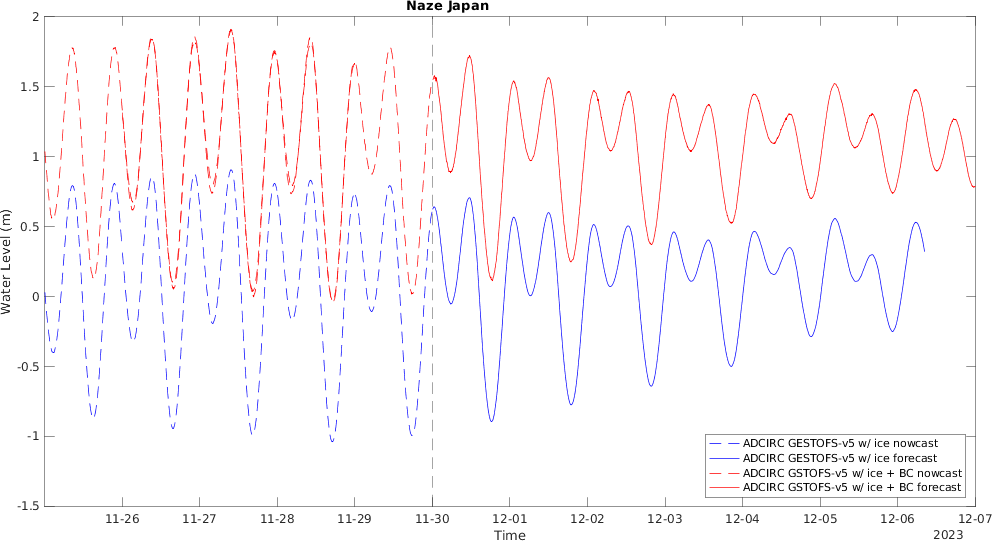 Naze Japan
2
1.5
1
0.5
0
-0.5
-1
-1.5
Water Level (m)
ADCIRC GESTOFS-v5 w/ ice nowcast
ADCIRC GESTOFS-v5 w/ ice forecast
ADCIRC GSTOFS-v5 w/ ice + BC nowcast
ADCIRC GSTOFS-v5 w/ ice + BC forecast
11-26 11-27 11-28 11-29 11-30 12-01 12-02 12-03 12-04 12-05 12-06 12-07
Time
2023